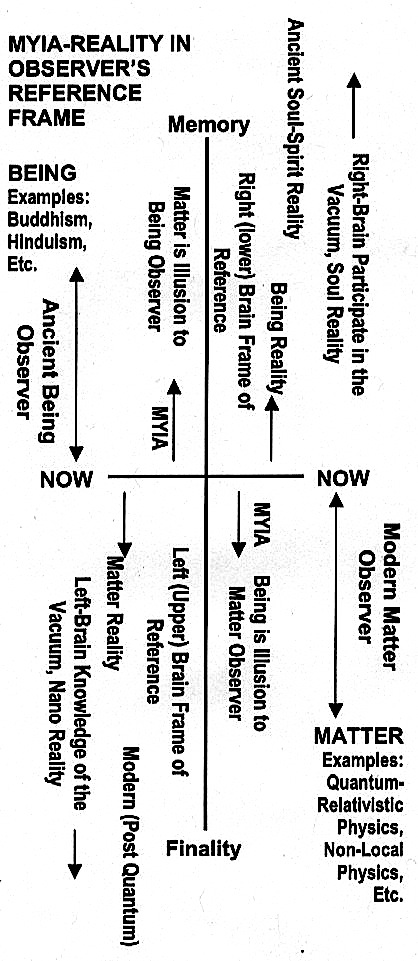 MYIA-REALITY IN
OBSERVER'S
REFERENCE
FRAME
Memory
BEING
Examples:
Buddhism,
Hinduism,
Etc.
Ancient Being
Observer
Matter is Illusion to
Being Observer
MYIA
Right (lower) Brain Frame of
Reference
Being Reality
Ancient Soul-Spirit Reality
Right-Brain Participate in the
Vacuum, Soul Reality
NOW
NOW
Left-Brain Knowledge of the
Vacuum, Nano Reality
Matter Reality
Modern (Post Quantum)
Left (Upper) Brain Frame of
Reference
MYIA
Being is Illusion to
Matter Observer
Modern Matter
Observer
MATTER
Examples:
Quantum-
Relativistic
Physics,
Non-Local
Physics,
Etc.
Finality